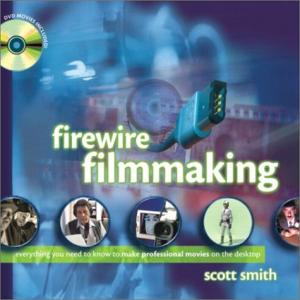 DVD MOVIES INCLUDED!
firewire
filmmaking
everything you need to know to make professional movies on the desktop
scott smith